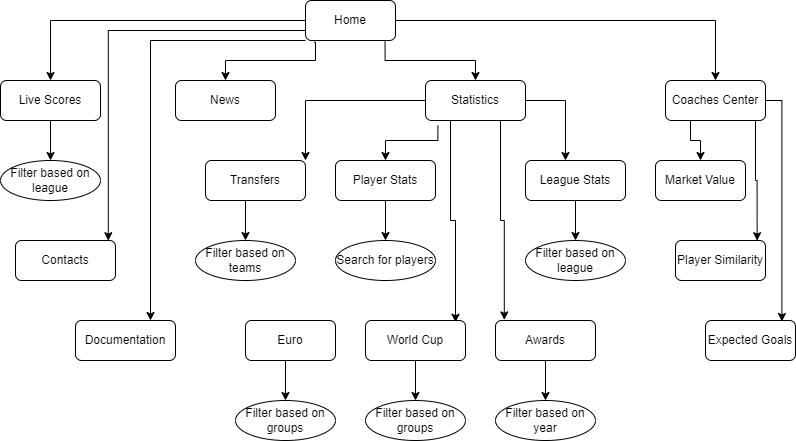 Home
Live Scores
News
Statistics
Coaches Center
Filter based on
league
Transfers
Player Stats
League Stats
Market Value
Contacts
Filter based on
teams
Search for players
Filter based on
league
Player Similarity
Documentation
Euro
World Cup
Awards
Expected Goals
Filter based on
groups
Filter based on
groups
Filter based on
year